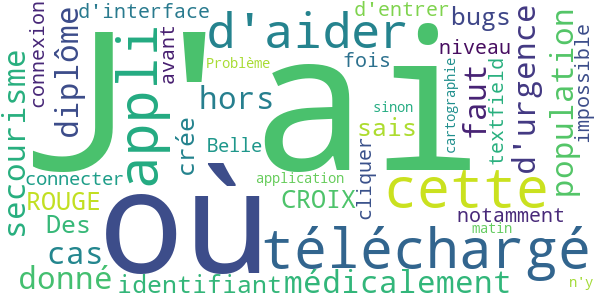 d'interface
d'entrer
connexion
diplôme
J'ai
appli
avant
d'aider
Problème
fois
bugs
niveau
d'urgence
impossible
population
faut
textfield
cartographie
hors
sinon
sais
secourisme
crée
Belle
cliquer
connecter
application
où
cette
ROUGE
CROIX
notamment
Des
matin
cas
téléchargé
donné
identifiant
médicalement
n'y